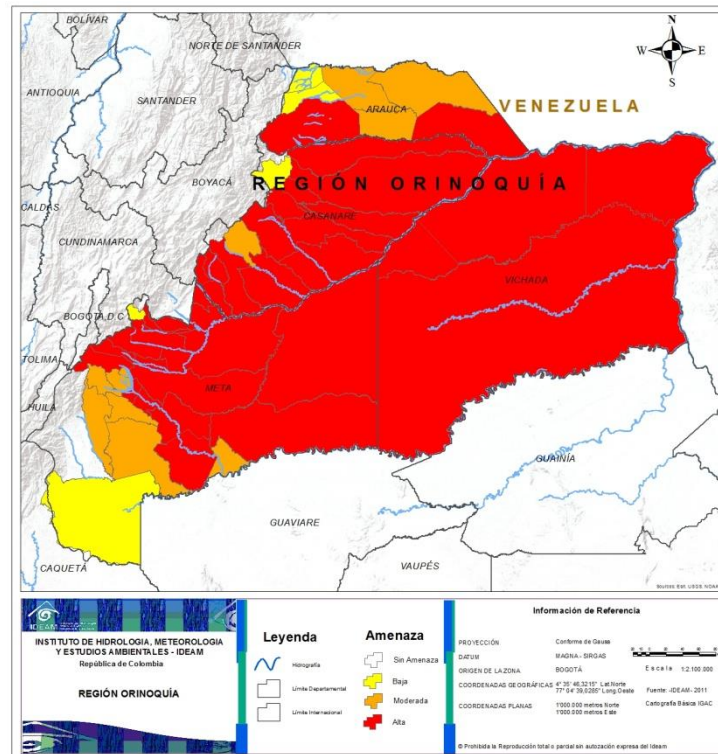 BOLÍVAR
NORTE DE SANTANDER
N
W E
S
ANTIOQUIA
SANTANDER
ARAUCA
VENEZUELA
BOYACÁ
REGIÓN ORINOQUÍA
CALDAS
CASANARE
CUNDINAMARCA
VICHADA
BOGOTÁ D.C
TOLIMA
META
HUILA
GUAINÍA
GUAVIARE
CAQUETÁ
VAUPÉS
IDEAM
INSTITUTO DE HIDROLOGIA, METEOROLOGIA
Y ESTUDIOS AMBIENTALES - IDEAM
República de Colombia
REGIÓN ORINOQUÍA
Leyenda
Hidrografía
Límite Departamental
Límite Internacional
Amenaza
Sin Amenaza
Baja
Moderada
Alta
Información de Referencia
PROYECCIÓN Conforme de Gauss
DATUM MAGNA - SIRGAS
ORIGEN DE LA ZONA BOGOTÁ
COORDENADAS GEOGRÁFICAS 4° 35' 46,3215" Lat.Norte
77° 04' 39,0285" Long.Oeste
COORDENADAS PLANAS 1'000.000 metros Norte
1'000.000 metros Este
Escala 1:2.100.000
Fuente: -IDEAM- 2011
Cartografía Básica IGAC
© Prohibida la Reproducción total o parcial sin autozación expresa del Ideam